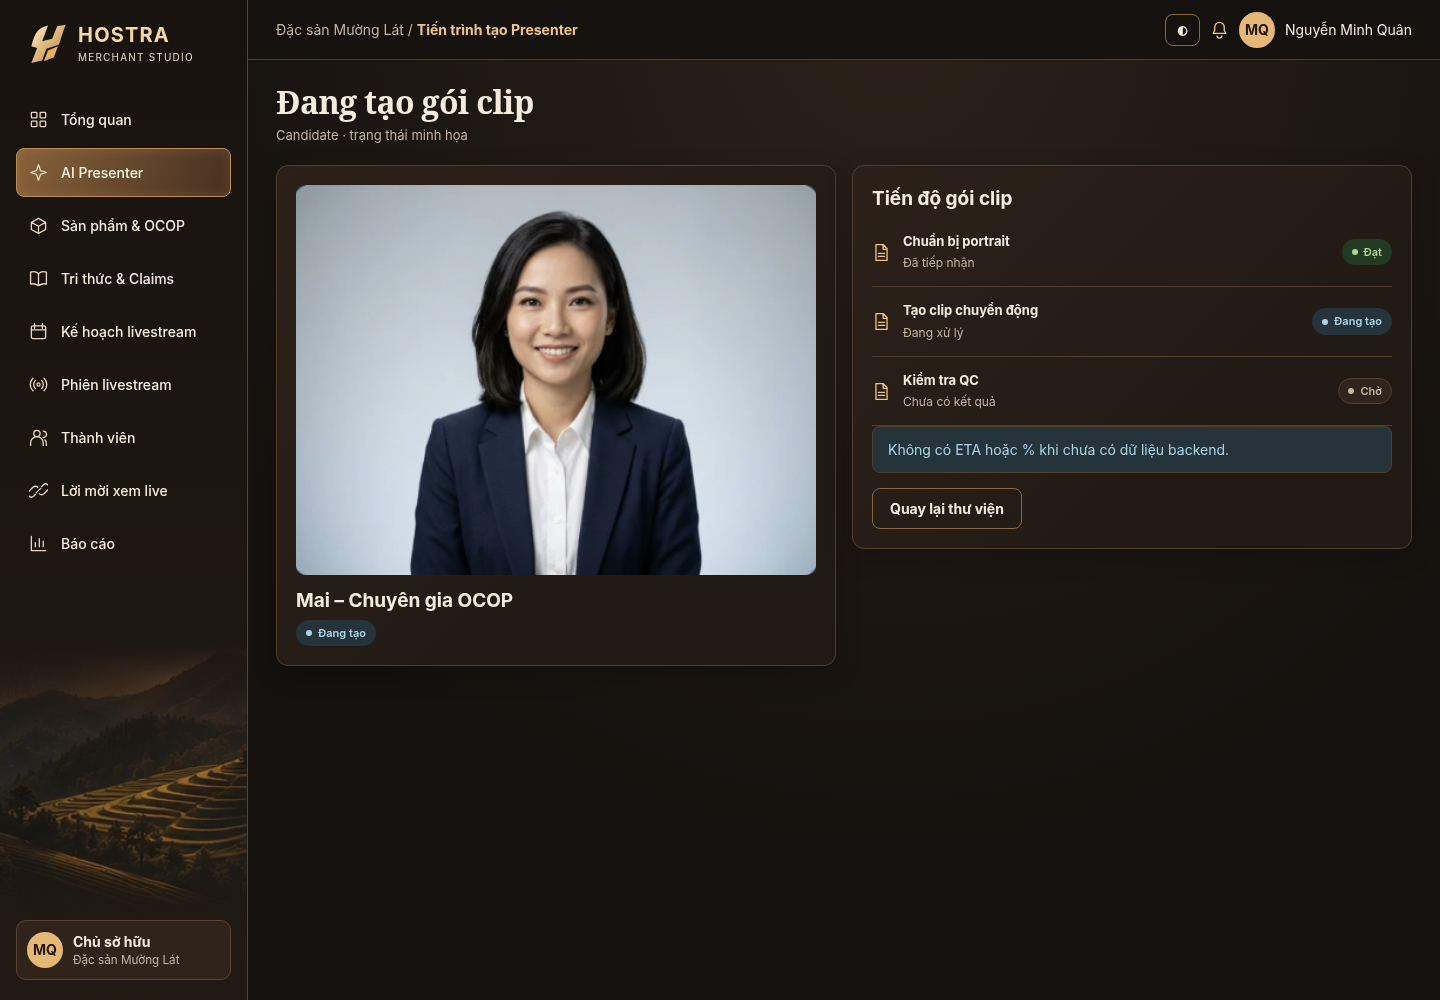 HOSTRA
MERCHANT STUDIO
Tổng quan
AI Presenter
Sản phẩm & OCOP
Tri thức & Claims
Kế hoạch livestream
Phiên livestream
Thành viên
Lời mời xem live
Báo cáo
MQ
Chủ sở hữu
Đặc sản Mường Lát
Đặc sản Mường Lát / Tiến trình tạo Presenter
MQ
Nguyễn Minh Quân
Đang tạo gói clip
Candidate · trạng thái minh họa
Mai – Chuyên gia OCOP
Đang tạo
Tiến độ gói clip
Chuẩn bị portrait
Đã tiếp nhận
Đạt
Tạo clip chuyển động
Đang xử lý
Đang tạo
Kiểm tra QC
Chưa có kết quả
Chờ
Không có ETA hoặc % khi chưa có dữ liệu backend.
Quay lại thư viện